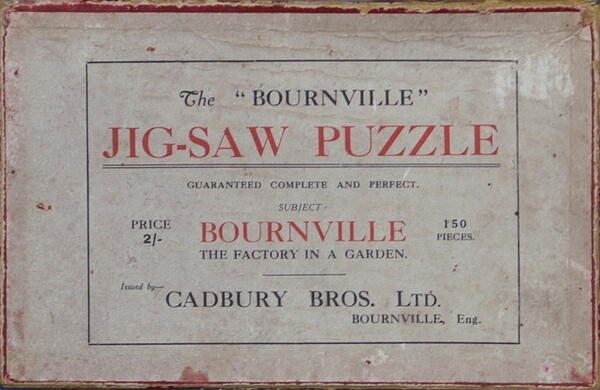 The "BOURNVILLE"
JIG-SAW PUZZLE
GUARANTEED COMPLETE AND PERFECT.
SUBJECT-
PRICE
2/-
BOURNVILLE
150
PIECES.
THE FACTORY IN A GARDEN.
Issued by—
CADBURY BROS. LTD.
BOURNVILLE, Eng.